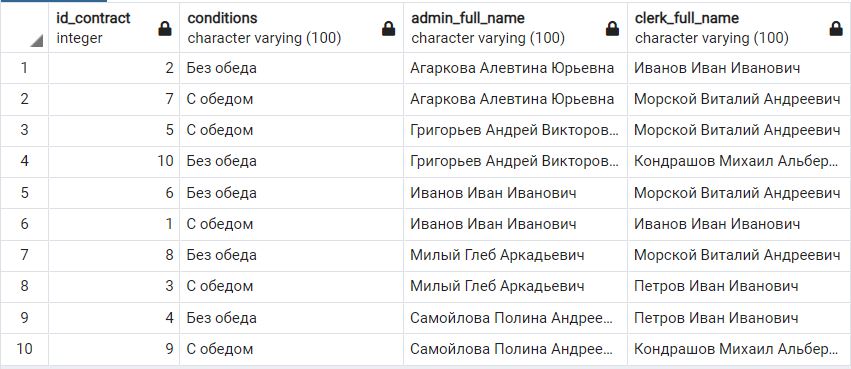 id_contract conditions admin_full_name clerk_full_name
integer character varying (100) character varying (100) character varying (100)
1 2 Без обеда Агаркова Алевтина Юрьевна Иванов Иван Иванович
2 7 С обедом Агаркова Алевтина Юрьевна Морской Виталий Андреевич
3 5 С обедом Григорьев Андрей Викторов… Морской Виталий Андреевич
4 10 Без обеда Григорьев Андрей Викторов… Кондрашов Михаил Альбер…
5 6 Без обеда Иванов Иван Иванович Морской Виталий Андреевич
6 1 С обедом Иванов Иван Иванович Иванов Иван Иванович
7 8 Без обеда Милый Глеб Аркадьевич Морской Виталий Андреевич
8 3 С обедом Милый Глеб Аркадьевич Петров Иван Иванович
9 4 Без обеда Самойлова Полина Андрее… Петров Иван Иванович
10 9 С обедом Самойлова Полина Андрее… Кондрашов Михаил Альбер…